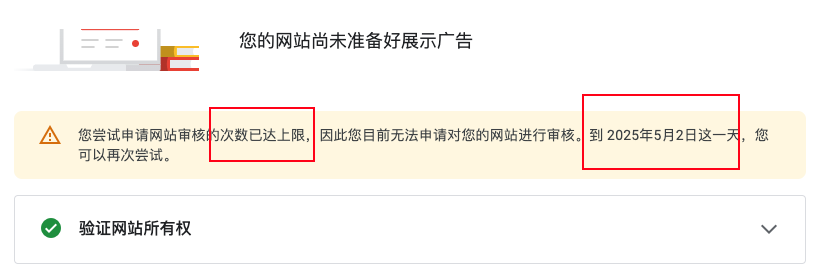 您的网站尚未准备好展示广告
您尝试申请网站审核的次数已达上限，因此您目前无法申请对您的网站进行审核。到 2025年5月2日这一天，您
可以再次尝试。
验证网站所有权